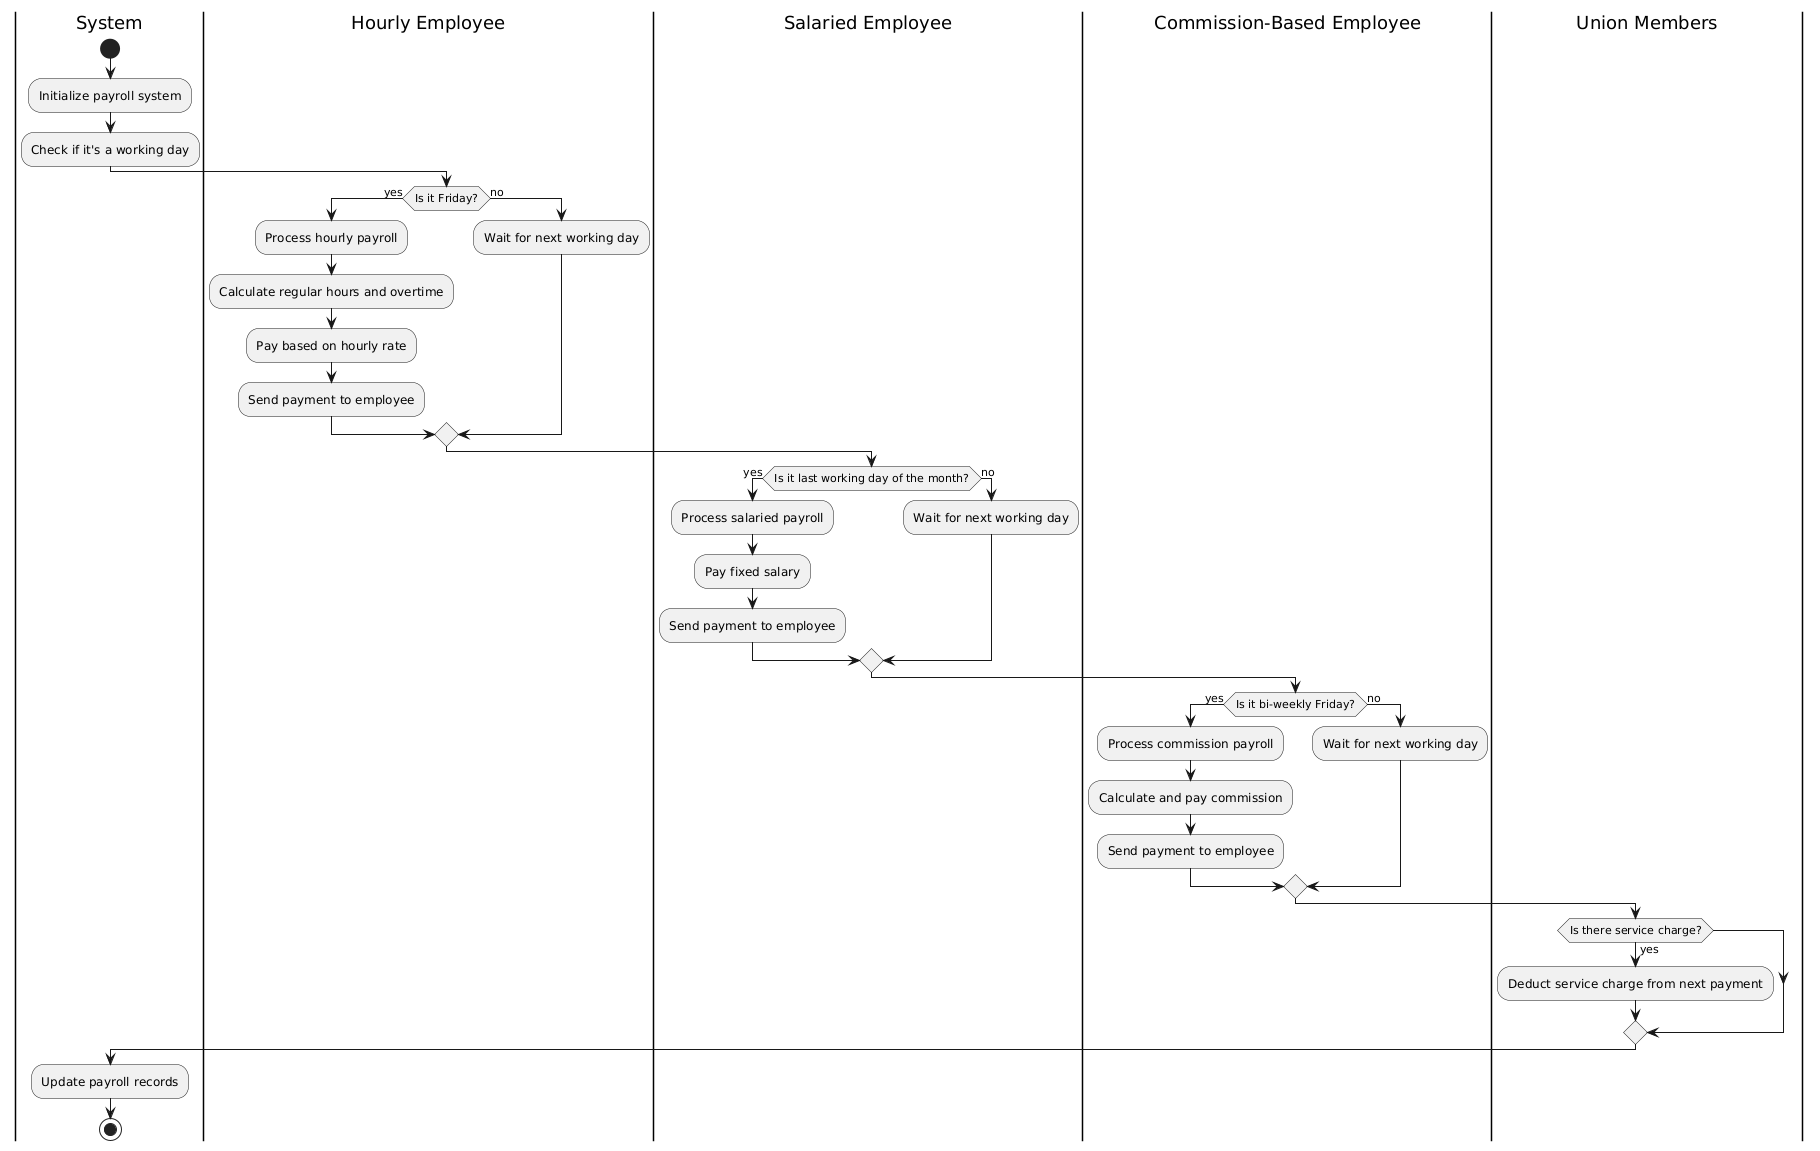 System
Hourly Employee
Salaried Employee
Commission-Based Employee
Union Members
Initialize payroll system
Check if it's a working day
yes
Is it Friday?
no
Process hourly payroll
Wait for next working day
Calculate regular hours and overtime
Pay based on hourly rate
Send payment to employee
yes
Is it last working day of the month?
no
Process salaried payroll
Wait for next working day
Pay fixed salary
Send payment to employee
yes
Is it bi-weekly Friday?
no
Process commission payroll
Wait for next working day
Calculate and pay commission
Send payment to employee
Is there service charge?
yes
Deduct service charge from next payment
Update payroll records